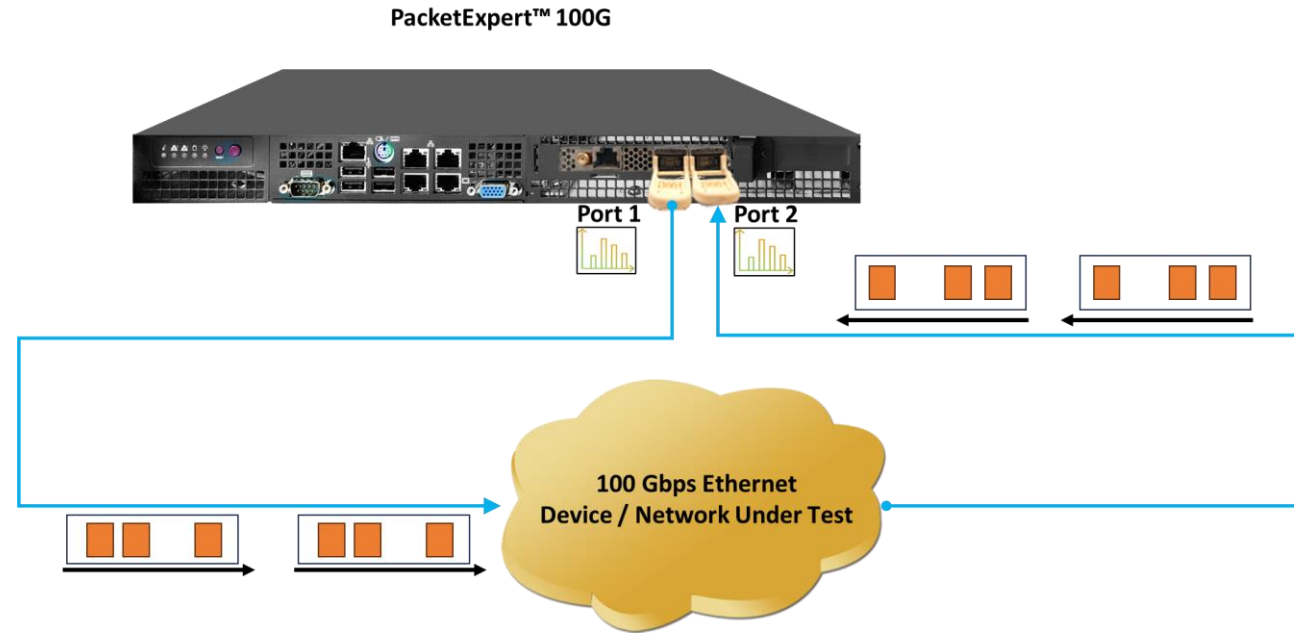 PacketExpert™ 100G
Port 1
Port 2
100 Gbps Ethernet
Device / Network Under Test